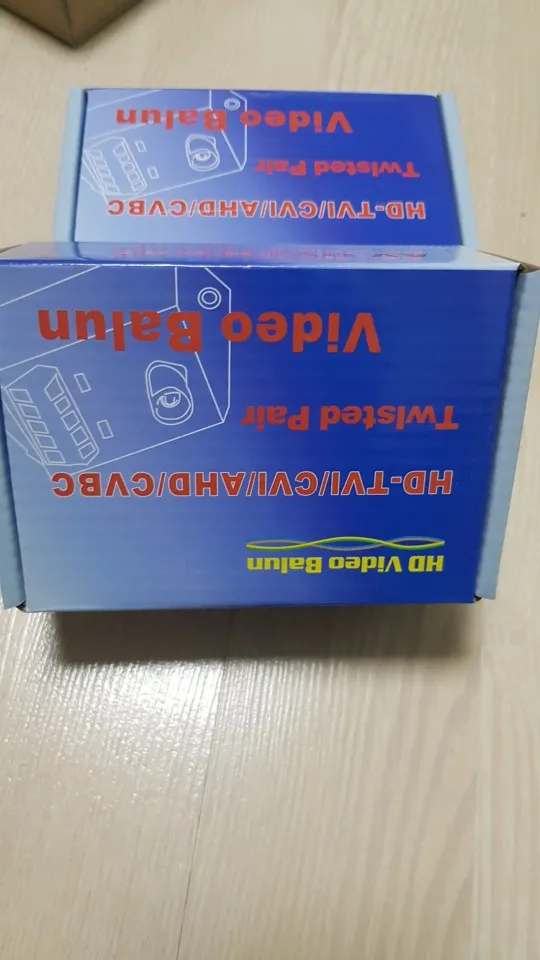 HD Video Balun
HD-TVI/CVI/AHD/CVBC
Twisted Pair
Video Balun
HD-TVI/CVI/AHD/CVBC
Twisted Pair
Video Balun